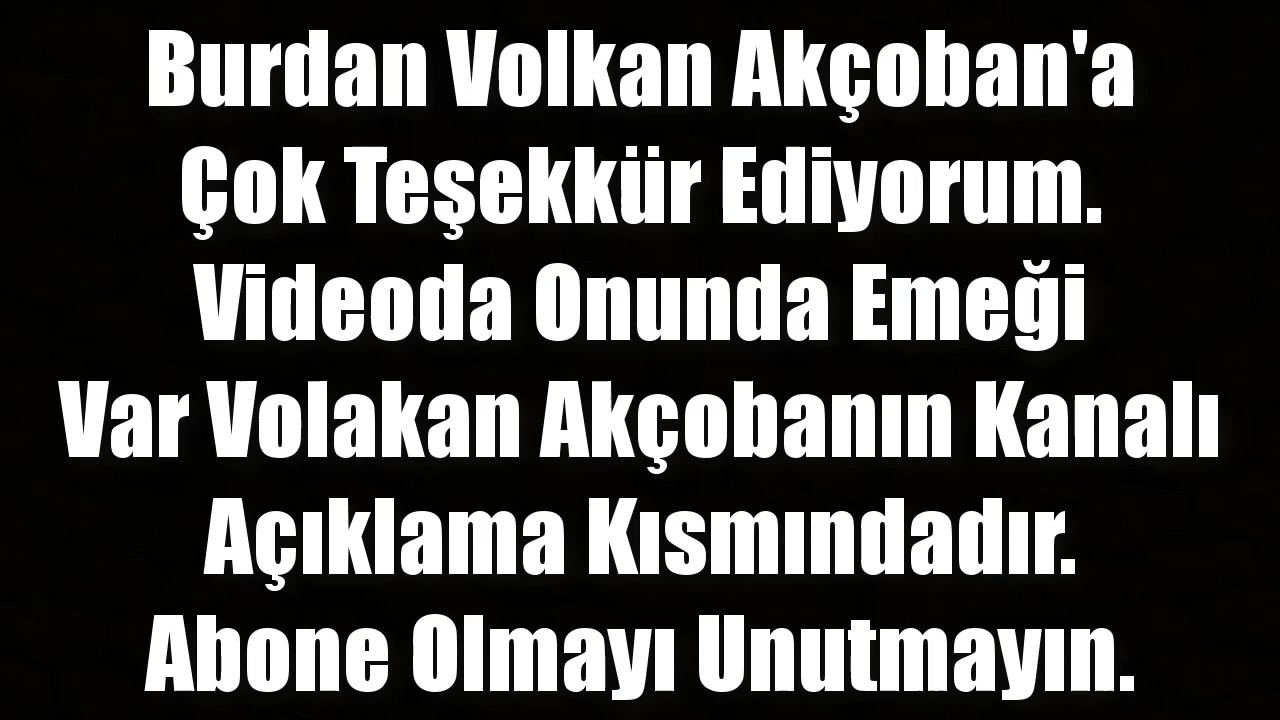 Burdan Volkan Akçoban'a
Çok Teşekkür Ediyorum.
Videoda Onunda Emeği
Var Volakan Akçobanın Kanalı
Açıklama Kısmındadır.
Abone Olmayı Unutmayın.